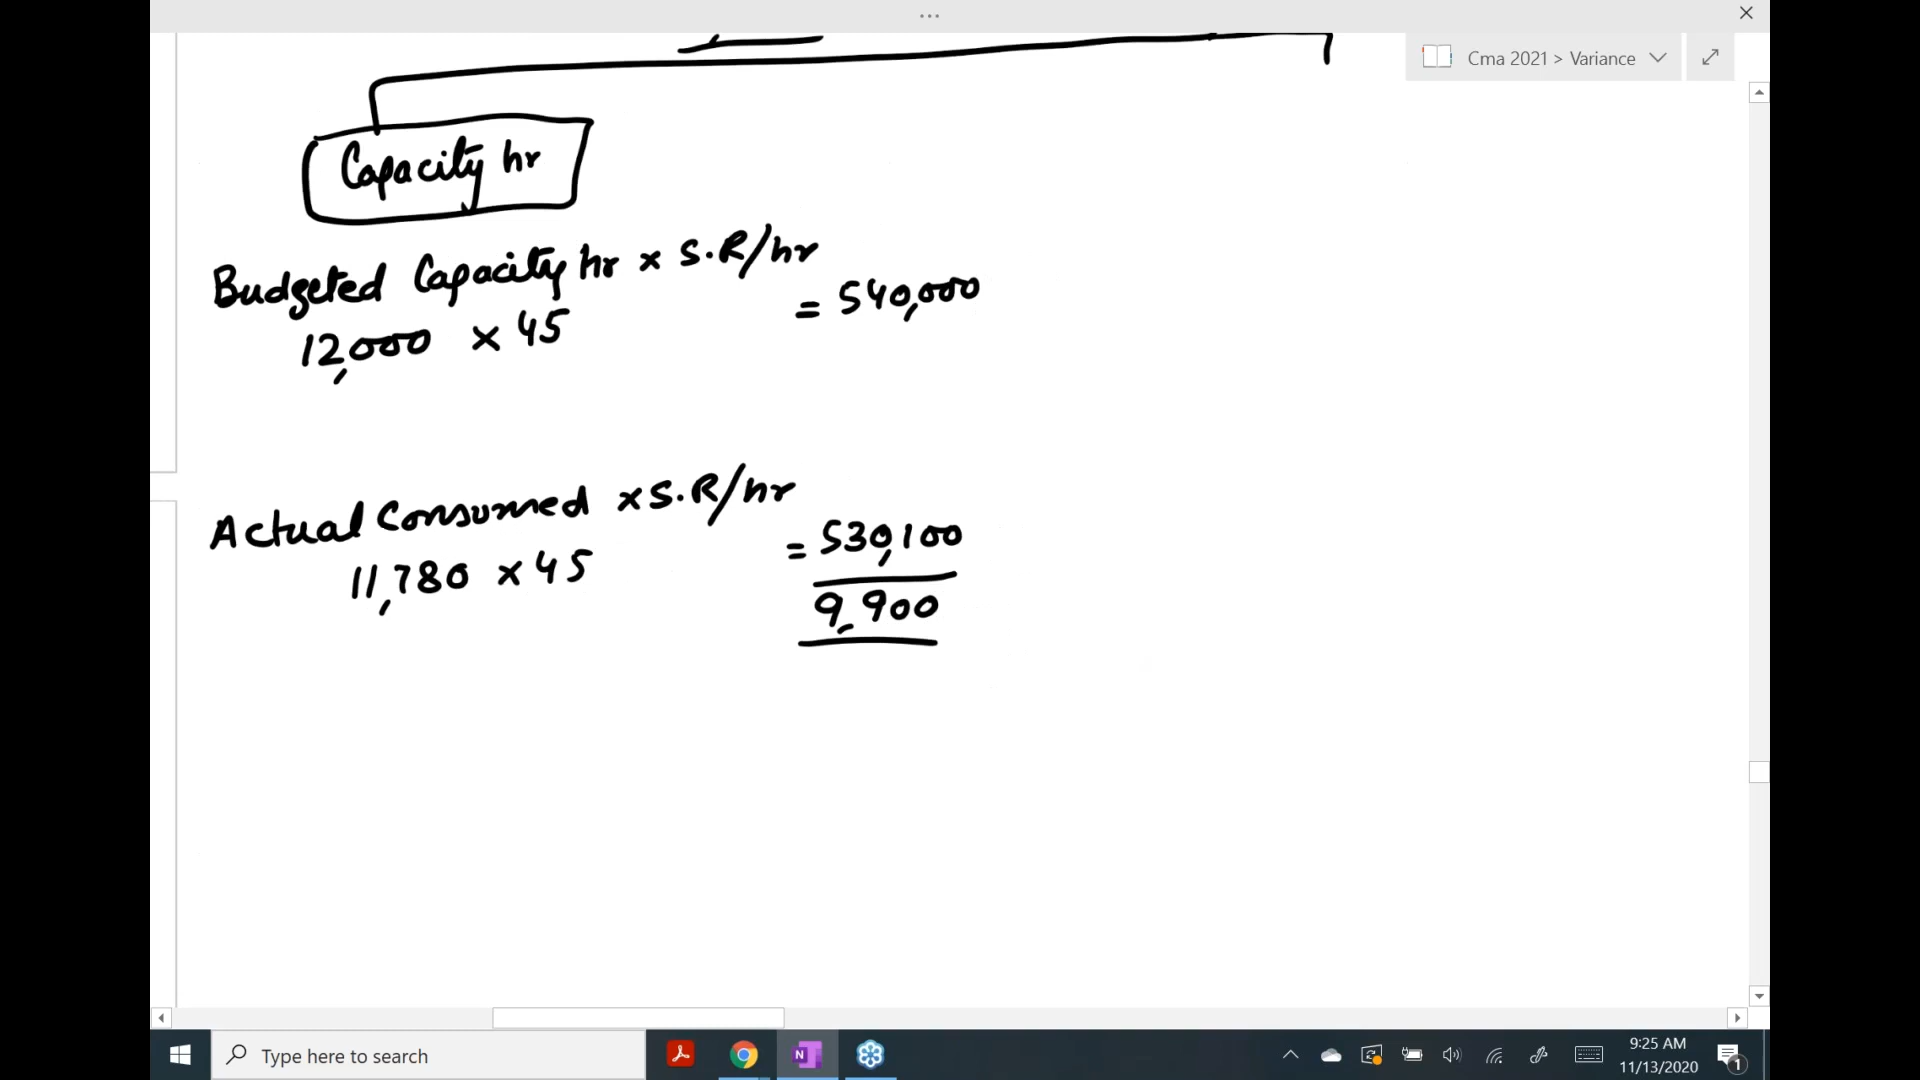 Cma 2021 > Variance
Capacity hr
Budgeted Capacity hr x S.R/hr
12,000 x 45 = 540,000
Actual Consumed x S.R/hr
11,780 x 45 = 530,100
9,900
Type here to search
N
9:25 AM
11/13/2020
1